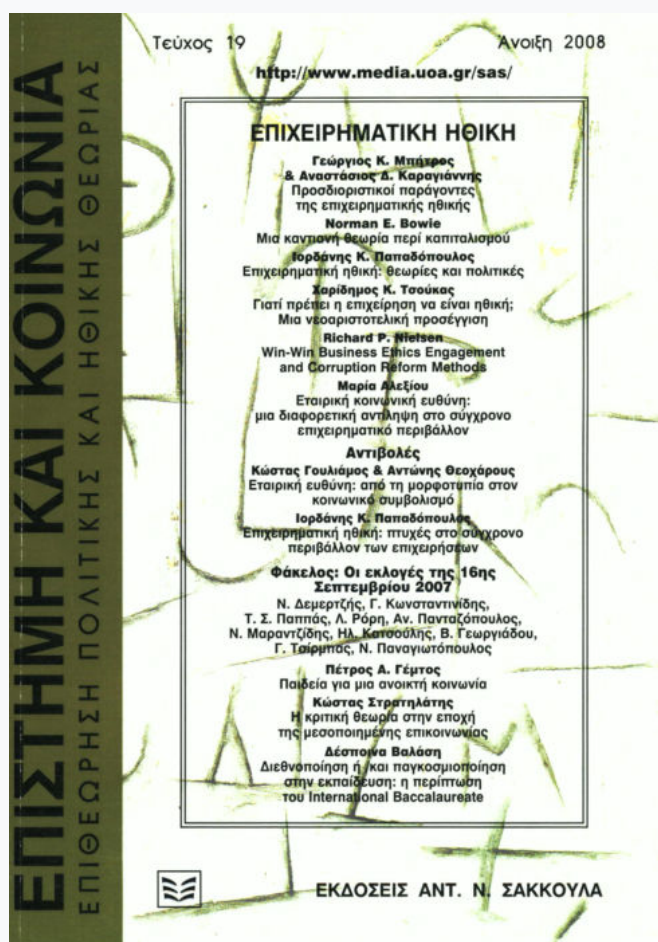 ΕΠΙΣΤΗΜΗ ΚΑΙ ΚΟΙΝΩΝΙΑ
ΕΠΙΘΕΩΡΗΣΗ ΠΟΛΙΤΙΚΗΣ ΚΑΙ ΗΘΙΚΗΣ ΘΕΩΡΙΑΣ
Τεύχος 19 Άνοιξη 2008
http://www.media.uoa.gr/sas/
ΕΠΙΧΕΙΡΗΜΑΤΙΚΗ ΗΘΙΚΗ
Γεώργιος Κ. Μπήτρος
& Αναστάσιος Δ. Καραγιάννης
Προσδιοριστικοί παράγοντες
της επιχειρηματικής ηθικής
Norman E. Bowie
Μια καντιανή θεωρία περί καπιταλισμού
Ιορδάνης Κ. Παπαδόπουλος
Επιχειρηματική ηθική: θεωρίες και πολιτικές
Χαρίδημος Κ. Τσούκας
Γιατί πρέπει η επιχείρηση να είναι ηθική;
Μια νεοαριστοτελική προσέγγιση
Richard P. Nielsen
Win-Win Business Ethics Engagement
and Corruption Reform Methods
Μαρία Αλεξίου
Εταιρική κοινωνική ευθύνη:
μια διαφορετική αντίληψη στο σύγχρονο
επιχειρηματικό περιβάλλον
Αντιβολές
Κώστας Γουλιάμος & Αντώνης Θεοχάρους
Εταιρική ευθύνη: από τη μορφοτυπία στον
κοινωνικό συμβολισμό
Ιορδάνης Κ. Παπαδόπουλος
Επιχειρηματική ηθική: πτυχές στο σύγχρονο
περιβάλλον των επιχειρήσεων
Φάκελος: Οι εκλογές της 16ης
Σεπτεμβρίου 2007
Ν. Δεμερτζής, Γ. Κωνσταντινίδης,
Τ. Σ. Παππάς, Λ. Ρόρη, Αν. Πανταζόπουλος,
Ν. Μαραντζίδης, Ηλ. Κατσούλης, Β. Γεωργιάδου,
Γ. Τσίρμπας, Ν. Παναγιωτόπουλος
Πέτρος Α. Γέμτος
Παιδεία για μια ανοικτή κοινωνία
Κώστας Στρατηλάτης
Η κριτική θεωρία στην εποχή
της μεσοποιημένης επικοινωνίας
Δέσποινα Βαλάση
Διεθνοποίηση ή /και παγκοσμιοποίηση
στην εκπαίδευση: η περίπτωση
του International Baccalaureate
ΕΚΔΟΣΕΙΣ ΑΝΤ. Ν. ΣΑΚΚΟΥΛΑ